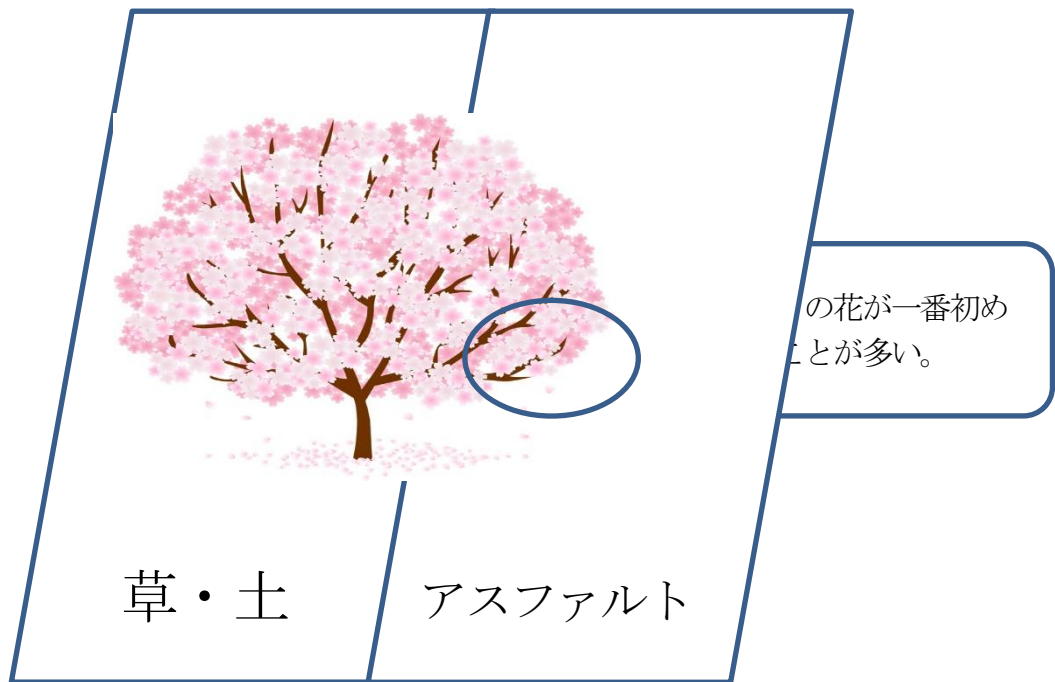 の花が一番初め
ことが多い。
草・土
アスファルト